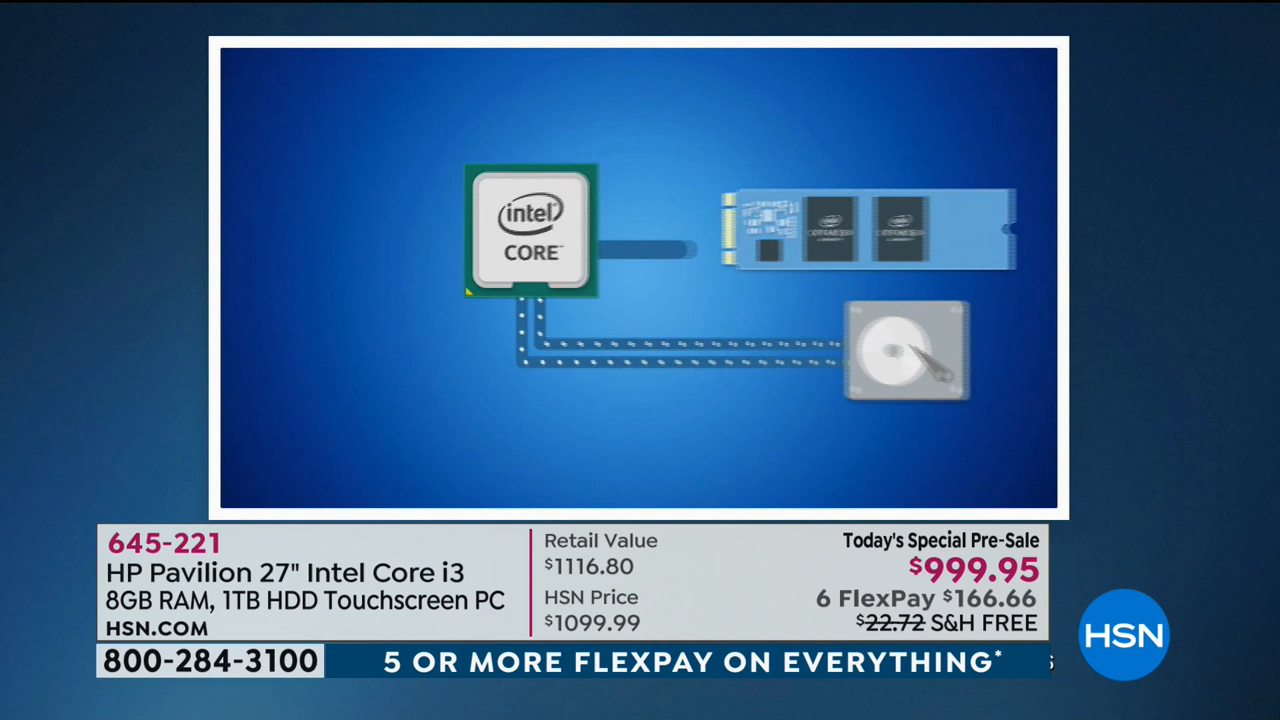 intel
CORE™
645-221
HP Pavilion 27" Intel Core i3
8GB RAM, 1TB HDD Touchscreen PC
HSN.COM
Retail Value
$1116.80
HSN Price
$1099.99
Today's Special Pre-Sale
$999.95
6 FlexPay $166.66
$22.72 S&H FREE
HSN
800-284-3100
5 OR MORE FLEXPAY ON EVERYTHING*